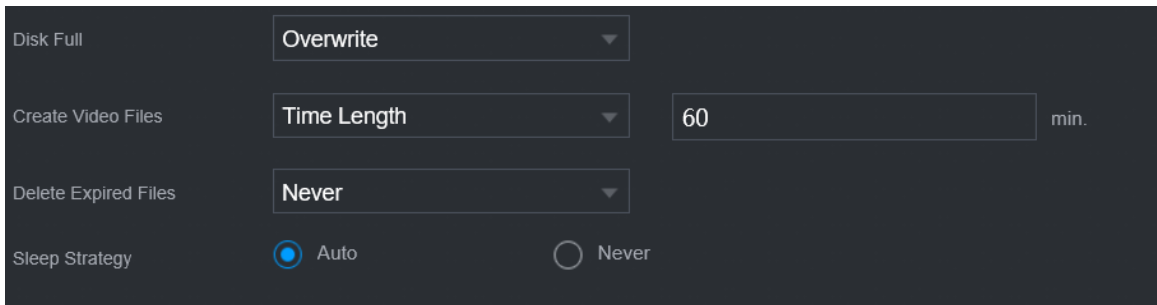 Disk Full Overwrite
Create Video Files Time Length 60 min.
Delete Expired Files Never
Sleep Strategy Auto Never